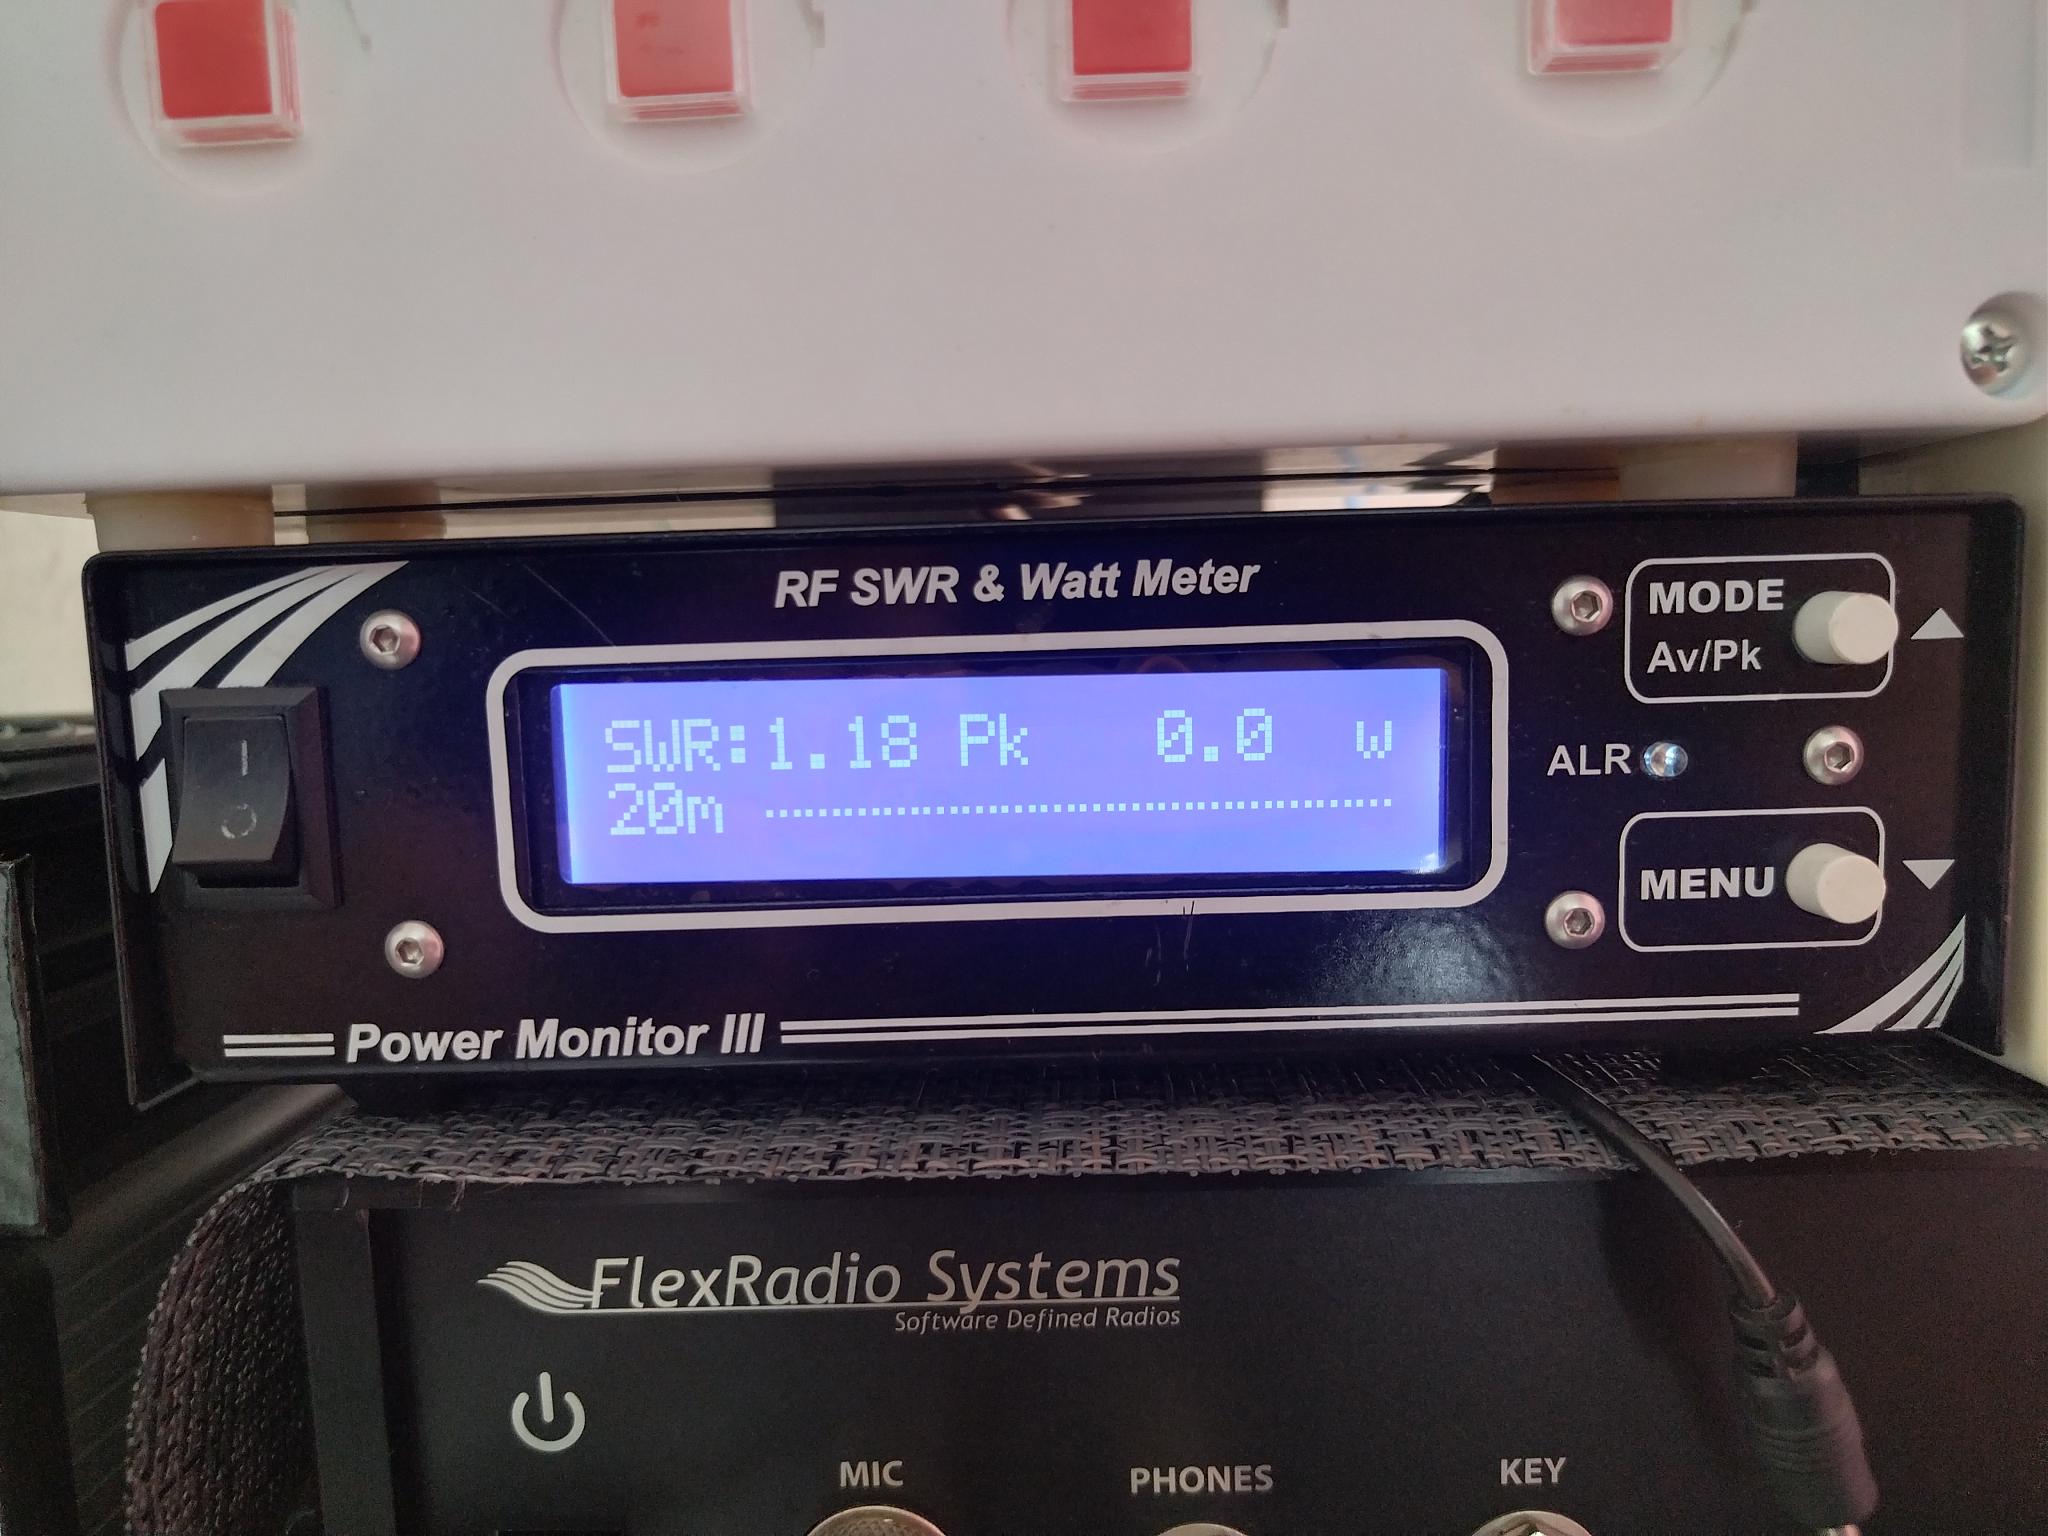 RF SWR & Watt Meter
MODE
Av/Pk
SWR:1.18 Pk 0.0 w
ALR
20m
MENU
Power Monitor III
FlexRadio Systems
Software Defined Radios
MIC
PHONES
KEY